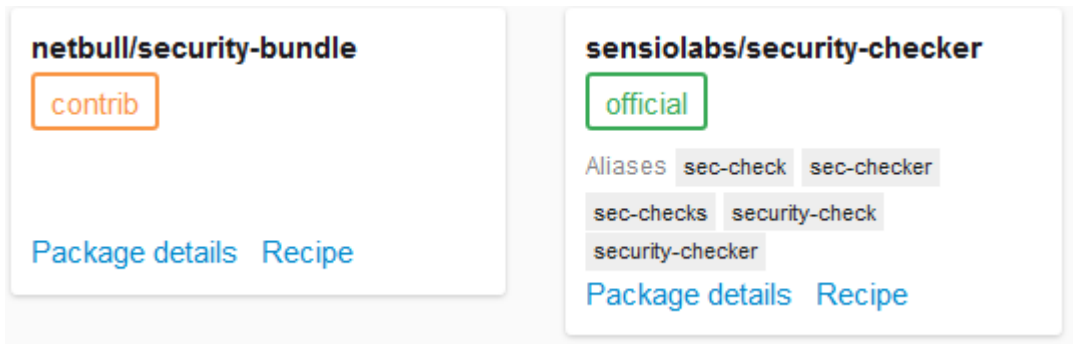 netbull/security-bundle
contrib
Package details Recipe
sensiolabs/security-checker
official
Aliases sec-check sec-checker
sec-checks security-check
security-checker
Package details Recipe